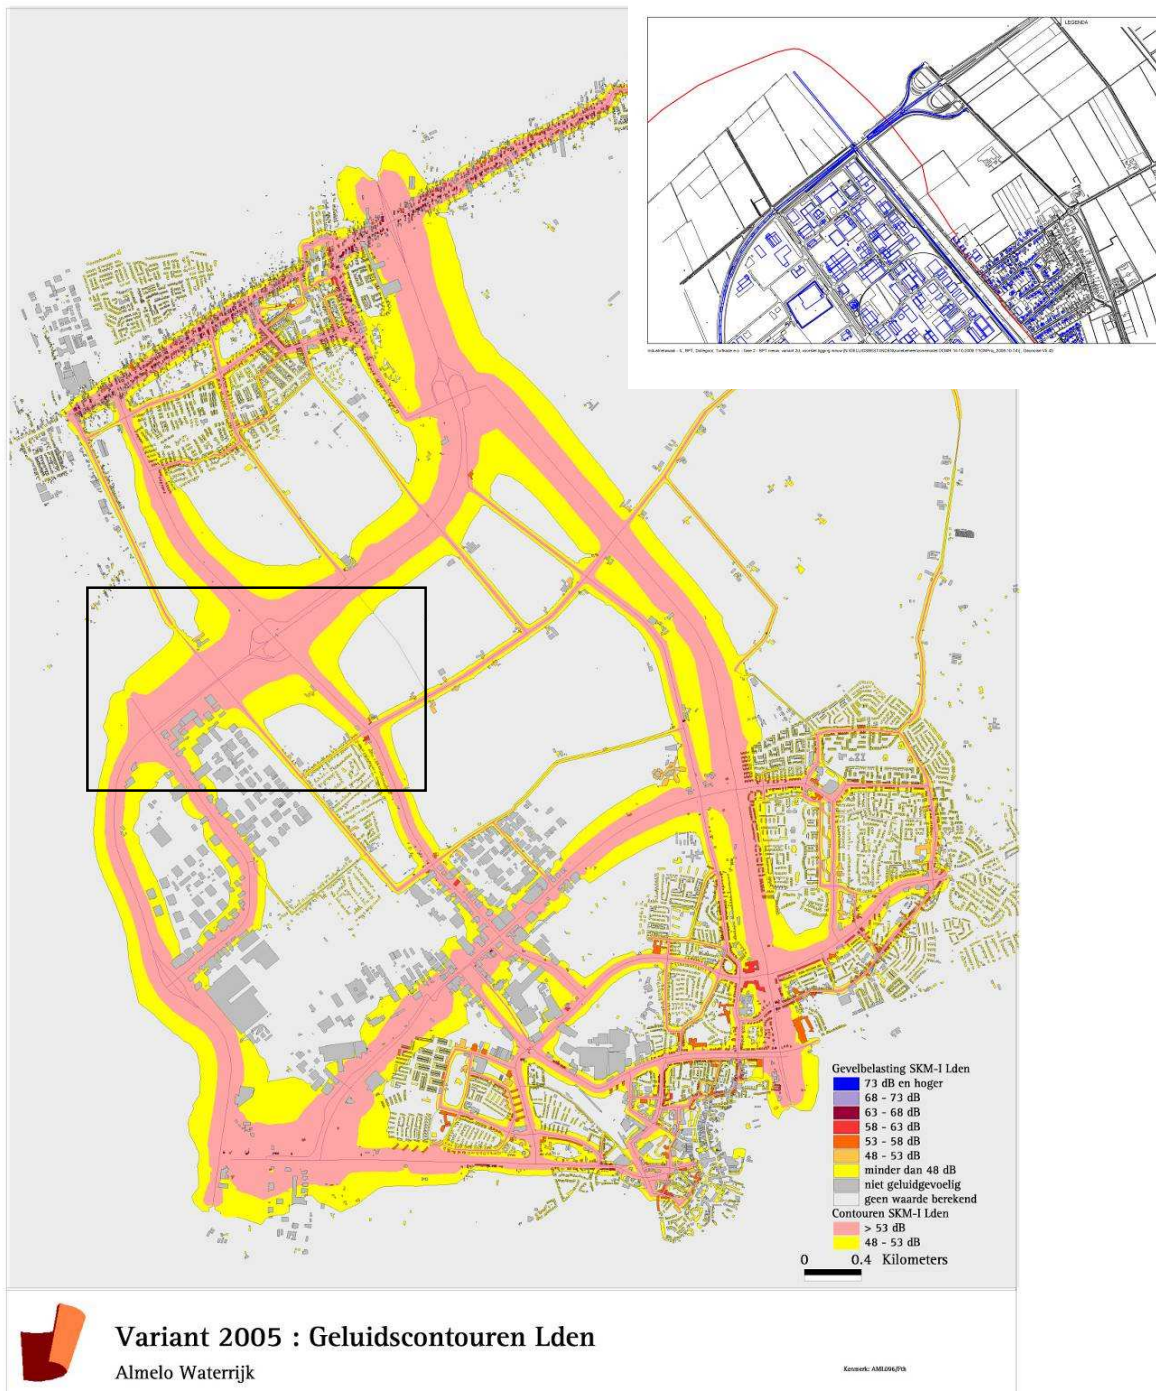 LEGENDA
Gevelbelasting SKM-I Lden
73 dB en hoger
68 - 73 dB
63 - 68 dB
58 - 63 dB
53 - 58 dB
48 - 53 dB
minder dan 48 dB
niet geluidgevoelig
geen waarde berekend
Contouren SKM-I Lden
> 53 dB
48 - 53 dB
0 0.4 Kilometers
Variant 2005 : Geluidscontouren Lden
Almelo Waterrijk
Kenmerk: